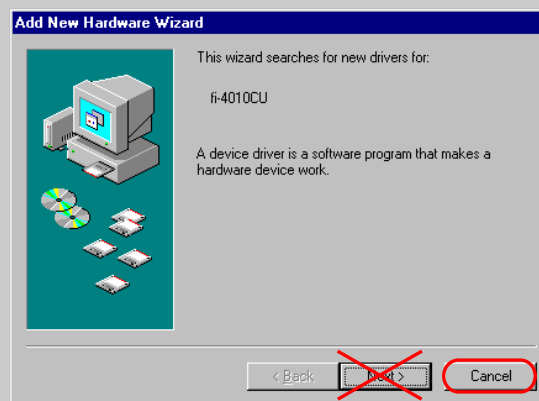 Add New Hardware Wizard
This wizard searches for new drivers for:
fi-4010CU
A device driver is a software program that makes a
hardware device work.
< Back
Next >
Cancel